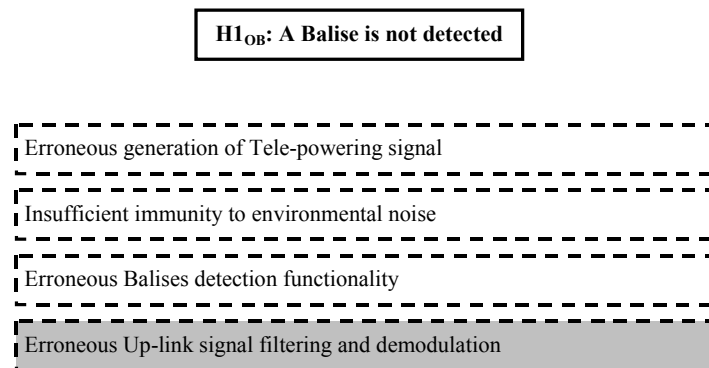 H1OB: A Balise is not detected
Erroneous generation of Tele-powering signal
Insufficient immunity to environmental noise
Erroneous Balises detection functionality
Erroneous Up-link signal filtering and demodulation